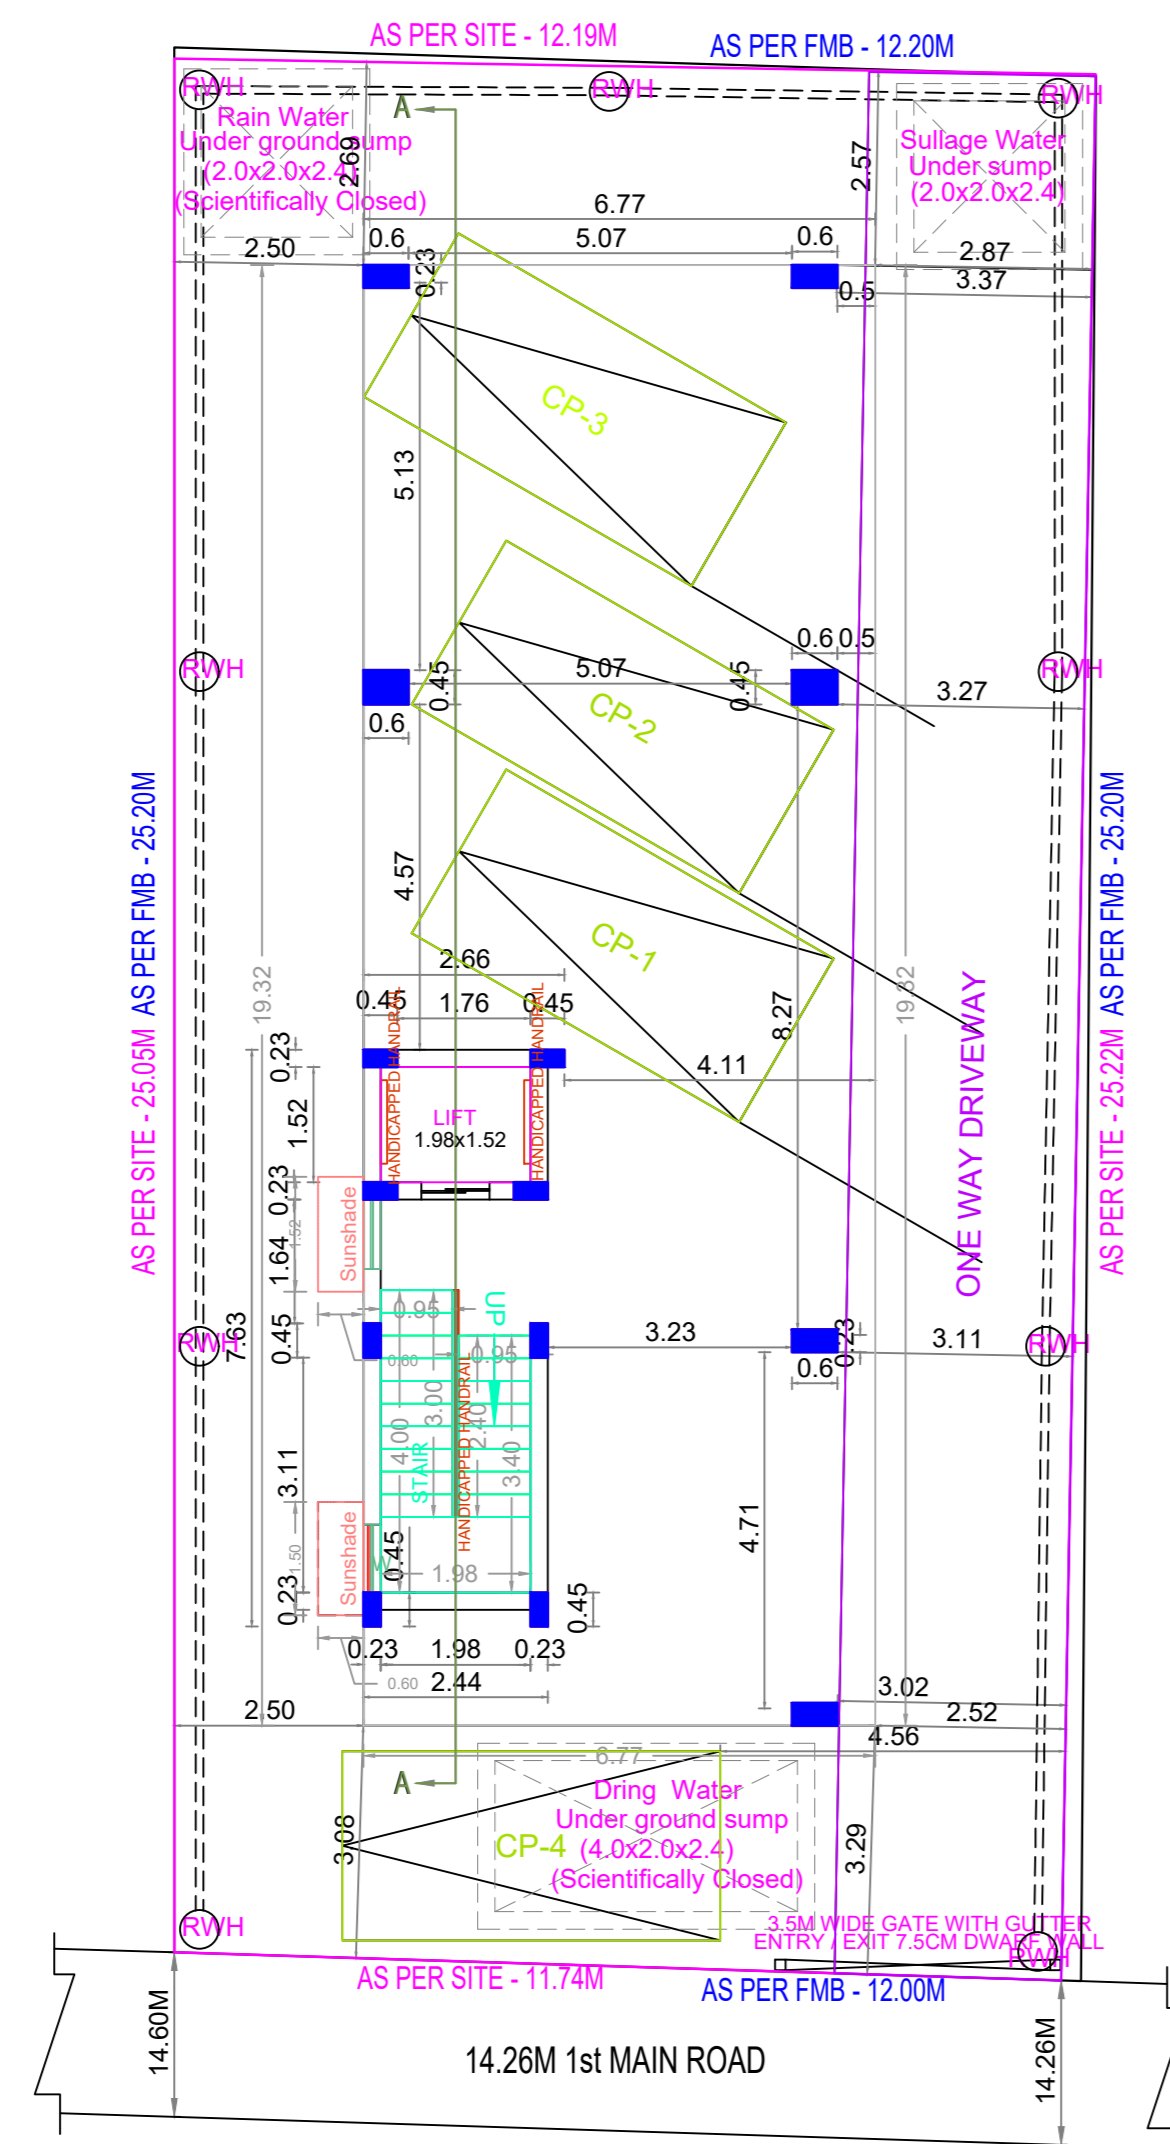 AS PER SITE - 12.19M
AS PER FMB - 12.20M
RWH
RWH
RWH
A
Rain Water
Under ground sump
(2.0x2.0x2.4)
(Scientifically Closed)
2.69
2.57
Sullage Water
Under sump
(2.0x2.0x2.4)
6.77
2.50
0.6
5.07
0.6
2.87
3.37
0.23
0.5
CP-3
5.13
0.6
0.5
RWH
5.07
RWH
0.45
0.45
3.27
0.6
CP-2
AS PER FMB - 25.20M
AS PER SITE - 25.05M
AS PER FMB - 25.20M
AS PER SITE - 25.22M
4.57
CP-1
2.66
0.45
1.76
0.45
19.32
19.32
8.27
ONE WAY DRIVEWAY
0.23
4.11
1.52
HANDICAPPED HANDRAIL
HANDICAPPED HANDRAIL
LIFT
1.98x1.52
0.23
Sunshade
1.52
1.64
0.95
UP
0.45
7.63
RWH
0.60
0.95
3.23
0.23
3.11
RWH
0.6
3.00
4.00
2.40
3.40
STAIR
HANDICAPPED HANDRAIL
3.11
4.71
Sunshade
1.50
W
0.45
1.98
0.23
0.45
0.23
1.98
0.23
0.60
2.44
2.50
3.02
2.52
4.56
6.77
A
Dring Water
Under ground sump
(4.0x2.0x2.4)
(Scientifically Closed)
CP-4
3.08
3.29
RWH
3.5M WIDE GATE WITH GUTTER
ENTRY / EXIT 7.5CM DWARF WALL
RWH
AS PER SITE - 11.74M
AS PER FMB - 12.00M
14.60M
14.26M 1st MAIN ROAD
14.26M